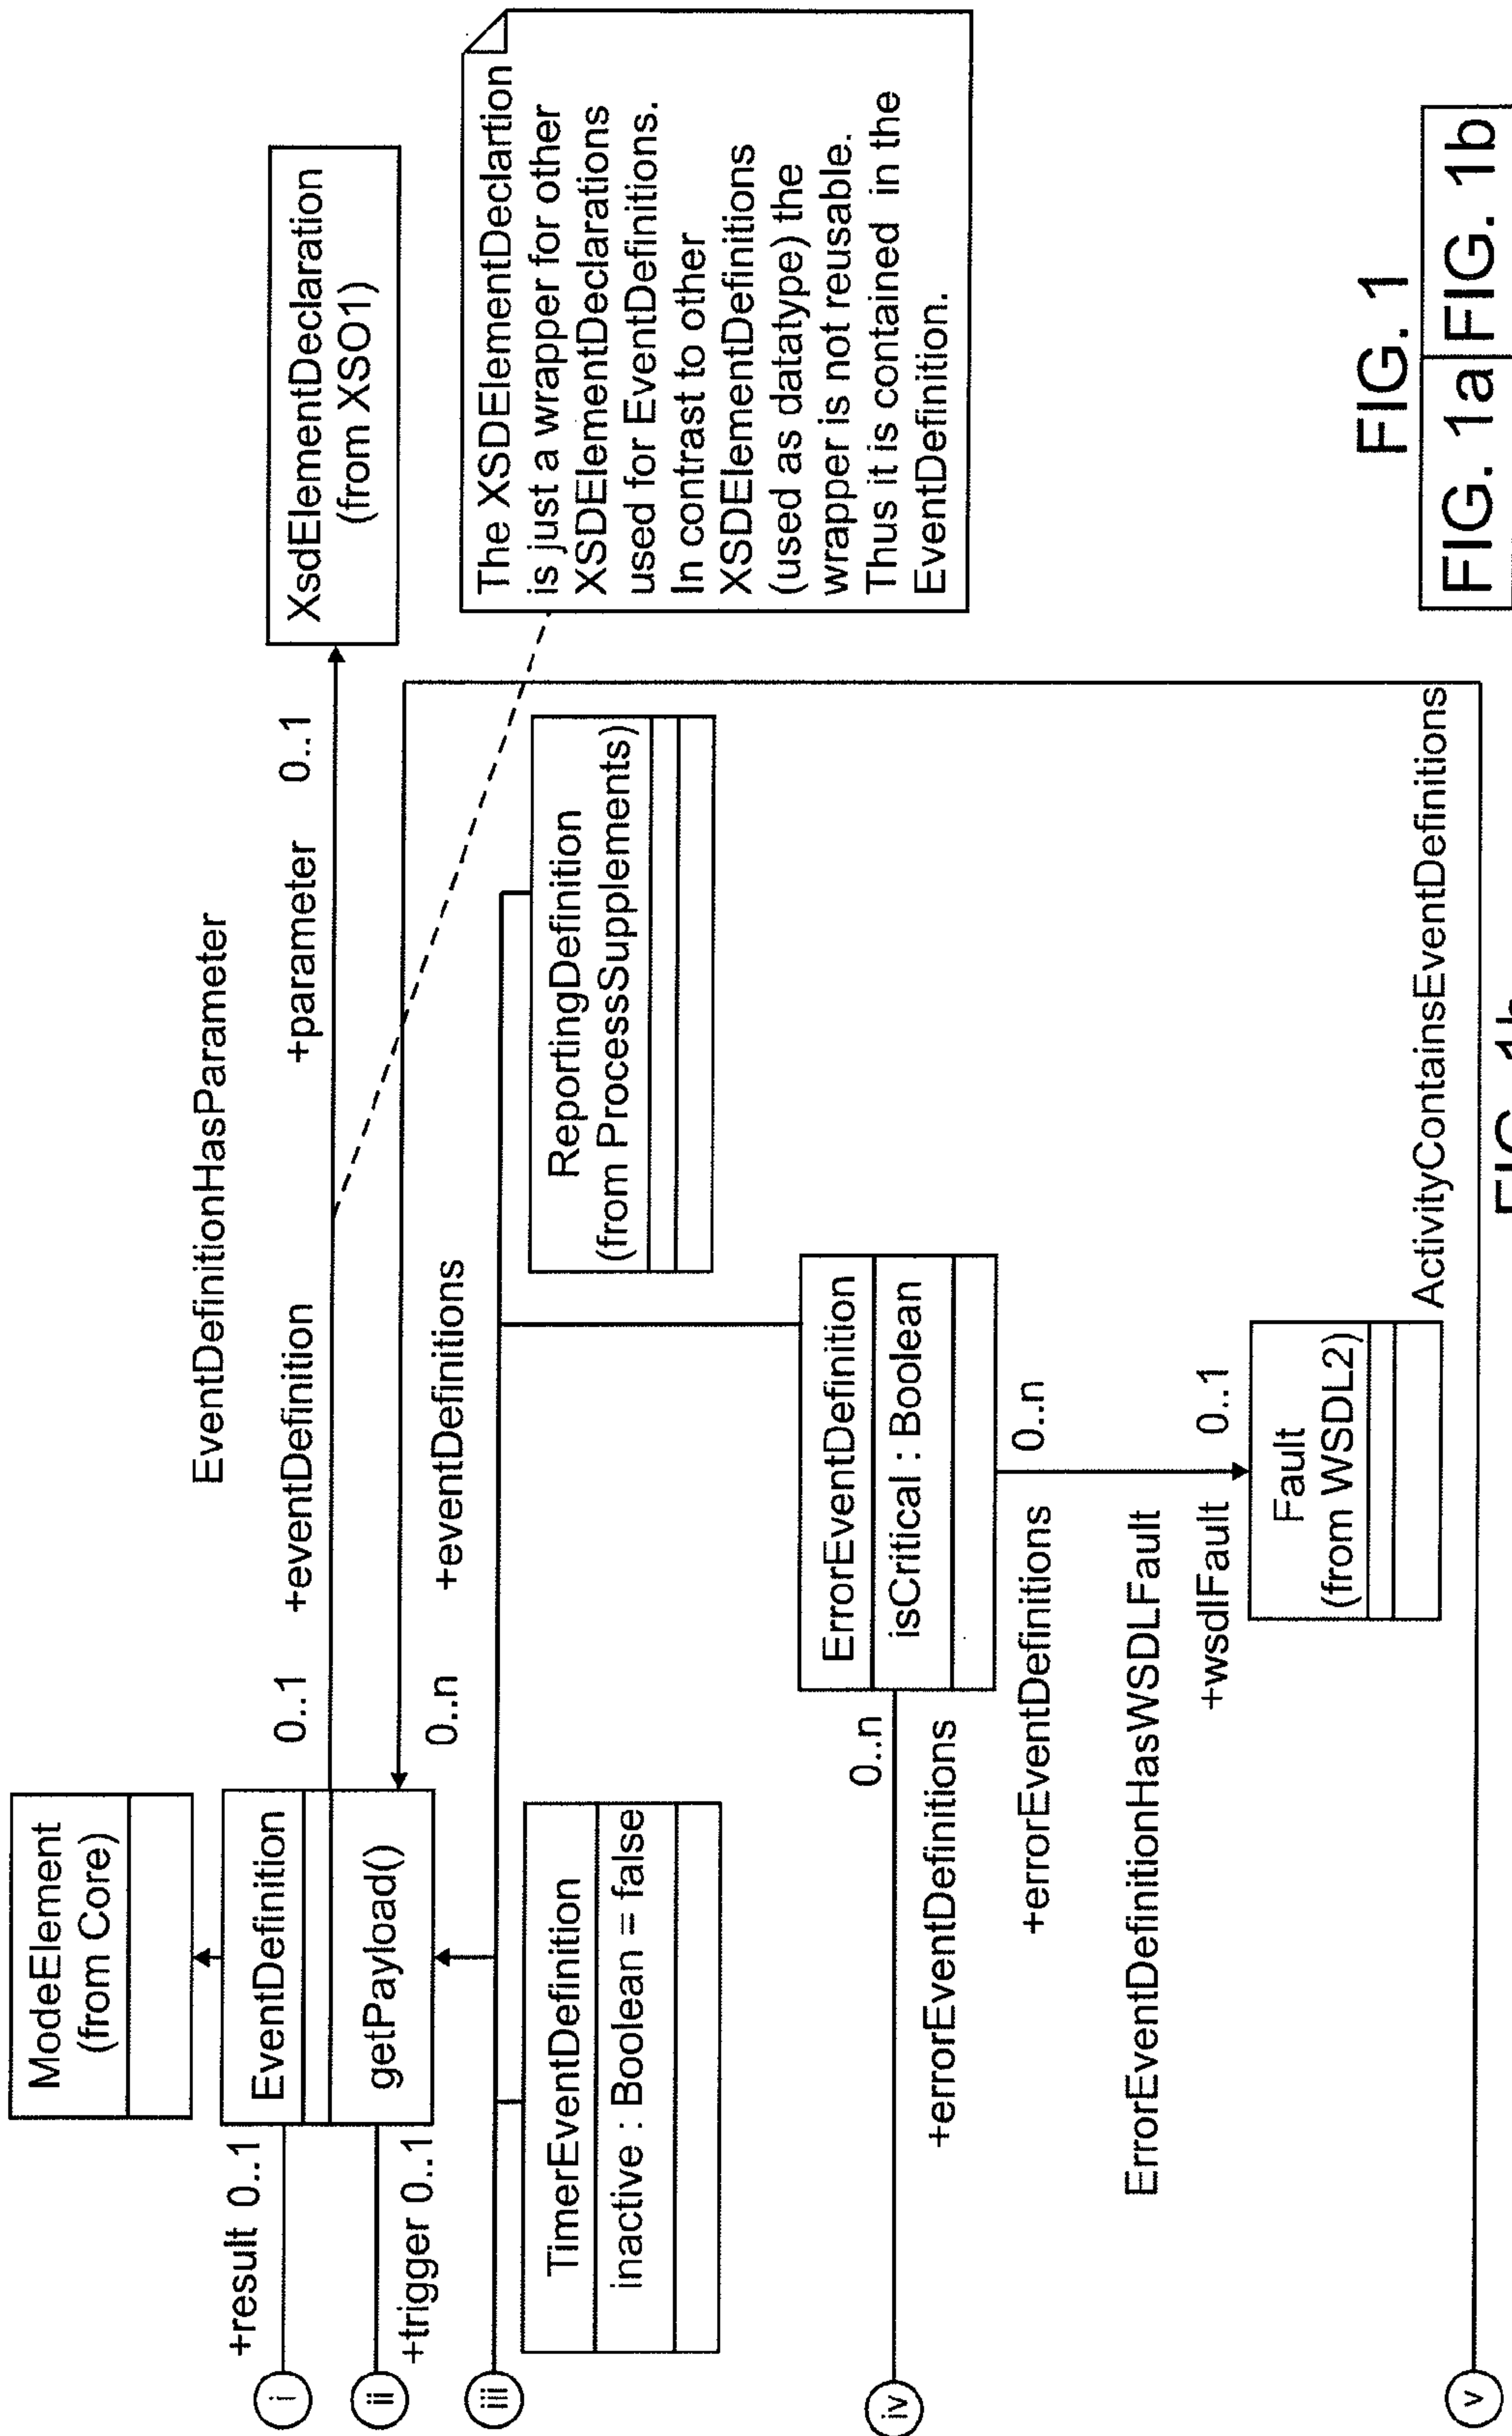 ModeElement
(from Core)
+result 0..1
i
ii
+trigger 0..1
iii
EventDefinition
getPayload()
EventDefinitionHasParameter
0..1
+eventDefinition
+parameter
0..1
XsdElementDeclaration
(from XSO1)
0..n
+eventDefinitions
The XSDElementDeclartion
is just a wrapper for other
XSDElementDeclarations
used for EventDefinitions.
In contrast to other
XSDElementDefinitions
(used as datatype) the
wrapper is not reusable.
Thus it is contained in the
EventDefinition.
TimerEventDefinition
inactive : Boolean = false
ReportingDefinition
(from ProcessSupplements)
iv
0..n
+errorEventDefinitions
ErrorEventDefinition
isCritical : Boolean
+errorEventDefinitions
0..n
ErrorEventDefinitionHasWSDLFault
+wsdlFault
0..1
Fault
(from WSDL2)
ActivityContainsEventDefinitions
v
FIG. 1
FIG. 1a
FIG. 1b